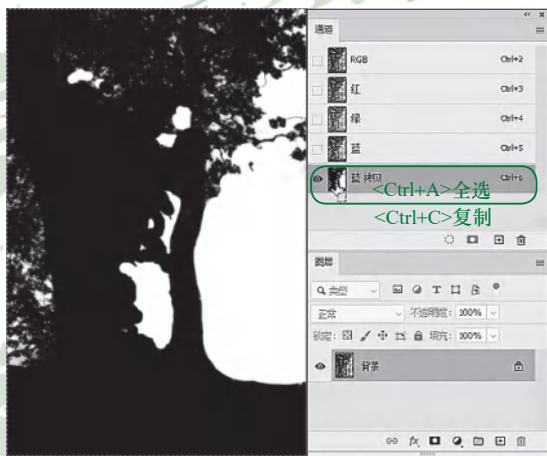 通道
RGB Ctrl+2
红 Ctrl+3
绿 Ctrl+4
蓝 Ctrl+5
蓝 拷贝 Ctrl+6
<Ctrl+A>全选
<Ctrl+C>复制
图层
类型
正常 不透明度: 100%
锁定: 填充: 100%
背景